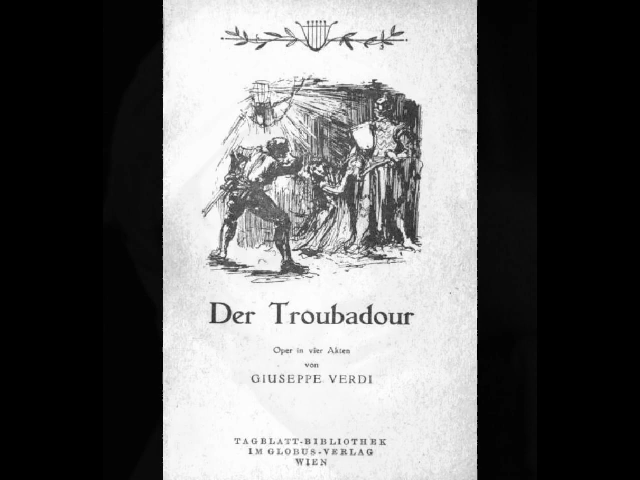 Der Troubadour
Oper in vier Akten
von
GIUSEPPE VERDI
TAGBLATT-BIBLIOTHEK
IM GLOBUS-VERLAG
WIEN